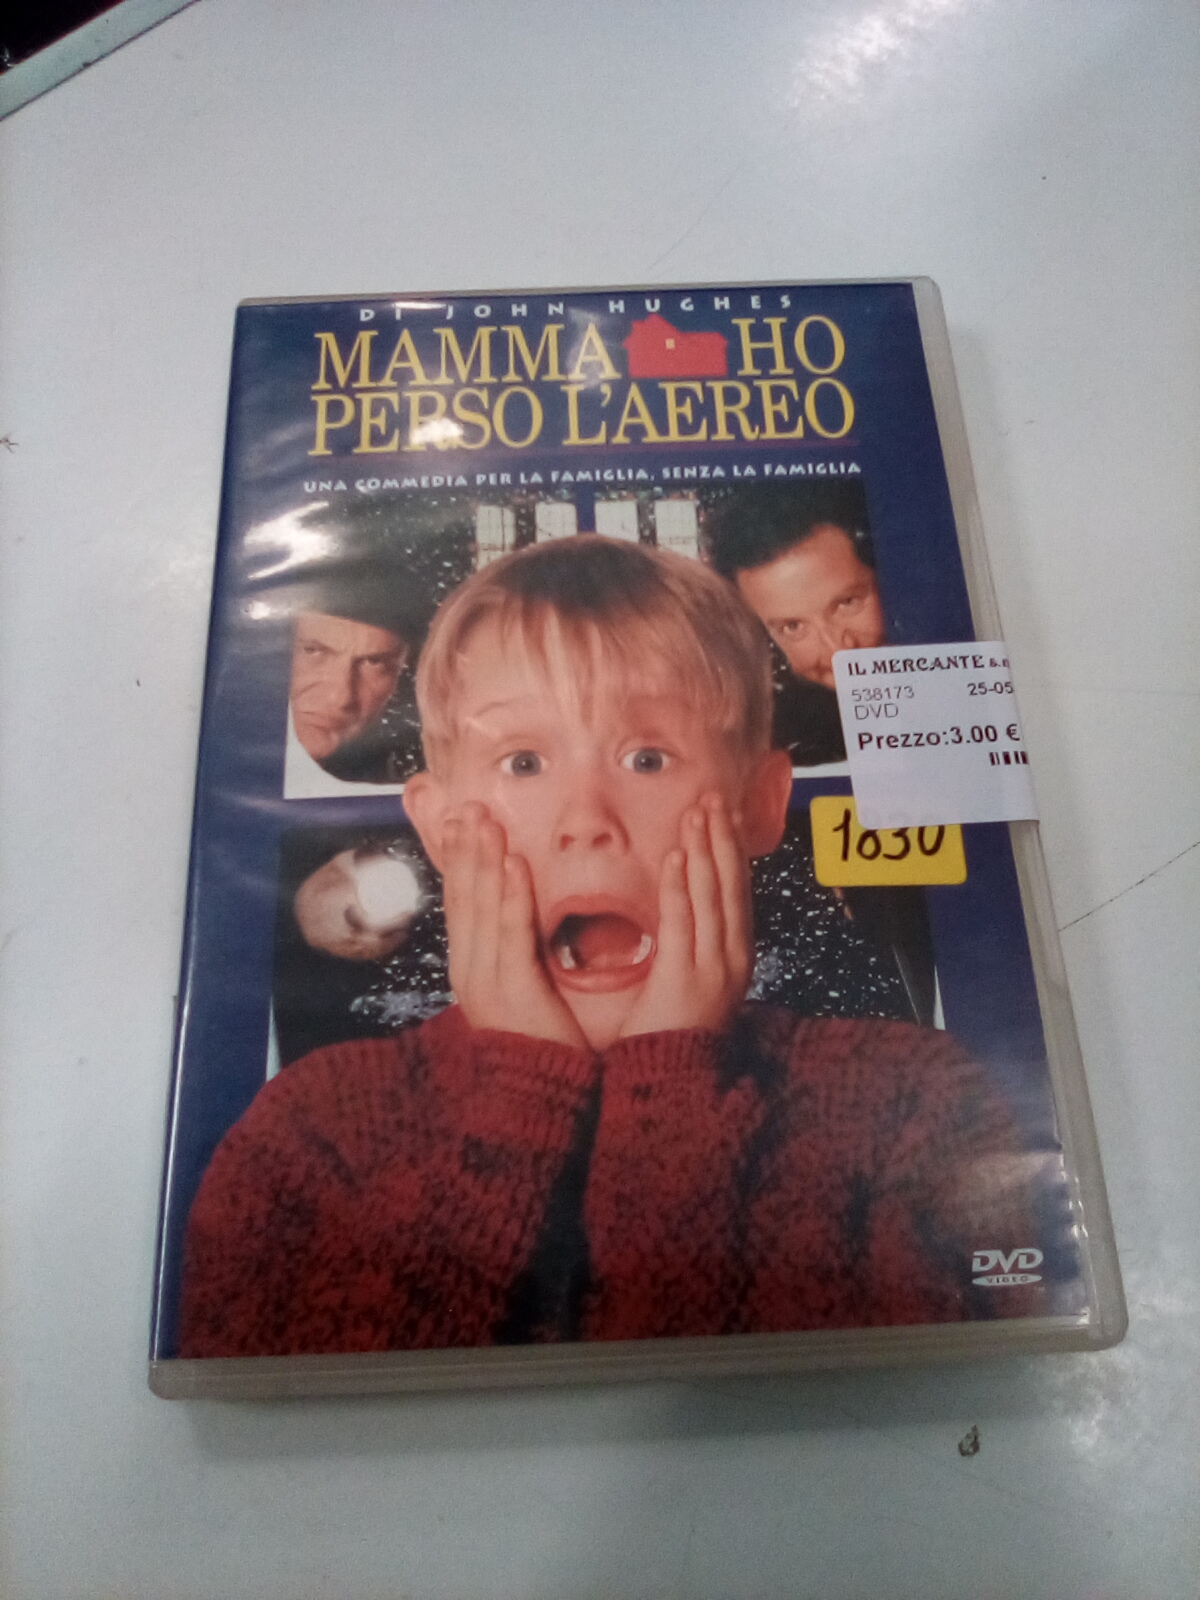 DI JOHN HUGHES
MAMMA HO
PERSO L'AEREO
UNA COMMEDIA PER LA FAMIGLIA, SENZA LA FAMIGLIA
IL MERCANTE
538173 25-05
DVD
Prezzo:3.00 €
1830
DVD
VIDEO